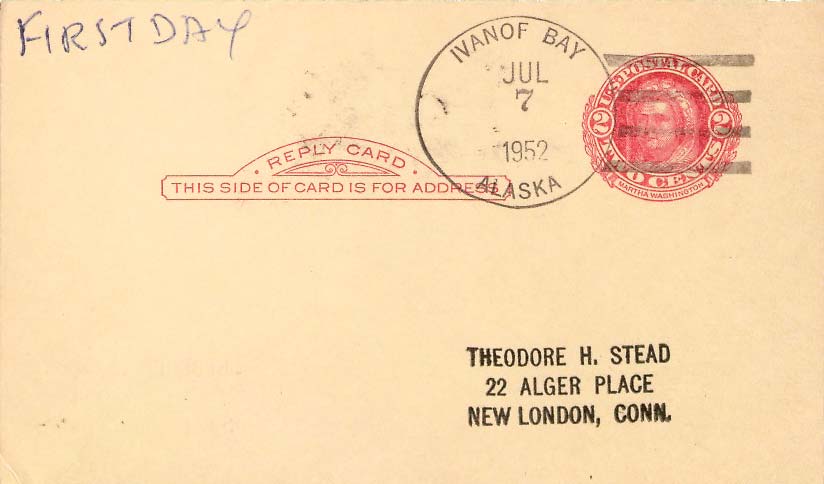 FIRST DAY
IVANOF BAY
JUL
7
1952
ALASKA
U.S. POSTAL CARD
2 2
TWO CENTS
MARTHA WASHINGTON
REPLY CARD
THIS SIDE OF CARD IS FOR ADDRESS
THEODORE H. STEAD
22 ALGER PLACE
NEW LONDON, CONN.